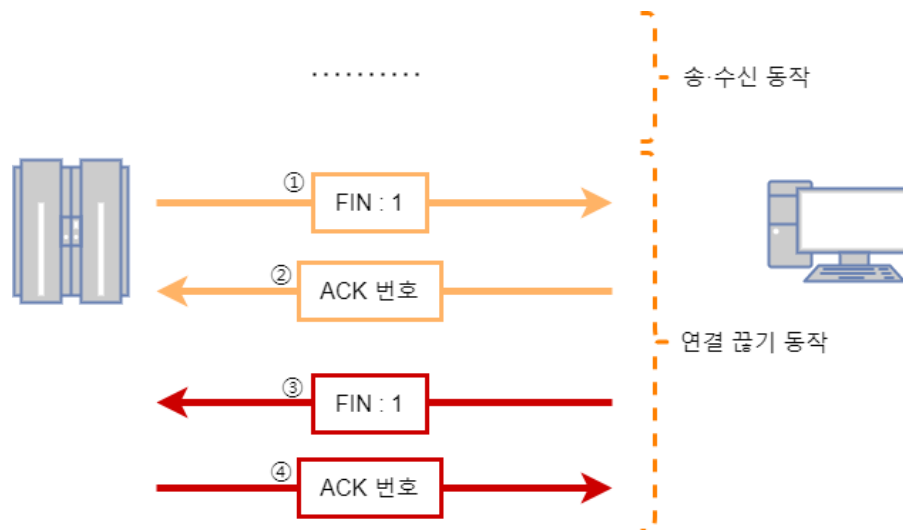 ··········
송·수신 동작
①
FIN : 1
②
ACK 번호
연결 끊기 동작
③
FIN : 1
④
ACK 번호